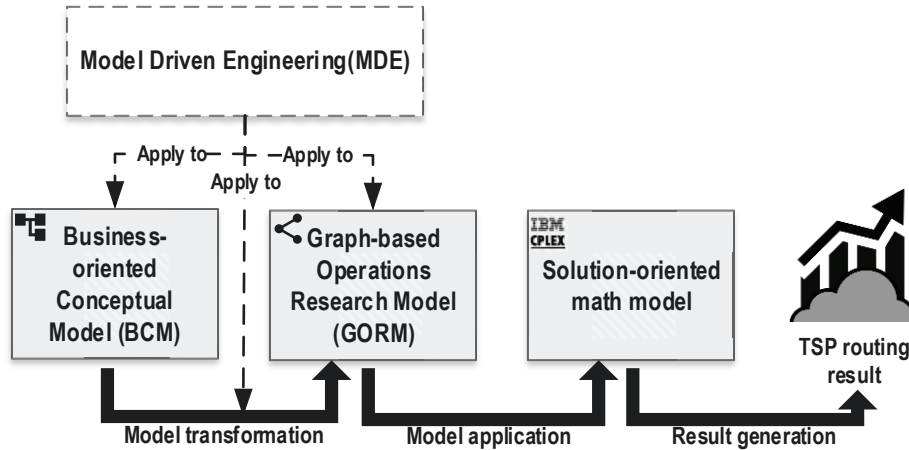 Model Driven Engineering(MDE)
Apply to
Apply to
Apply to
Business-
oriented
Conceptual
Model (BCM)
Graph-based
Operations
Research Model
(GORM)
IBM
CPLEX
Solution-oriented
math model
TSP routing
result
Model transformation
Model application
Result generation